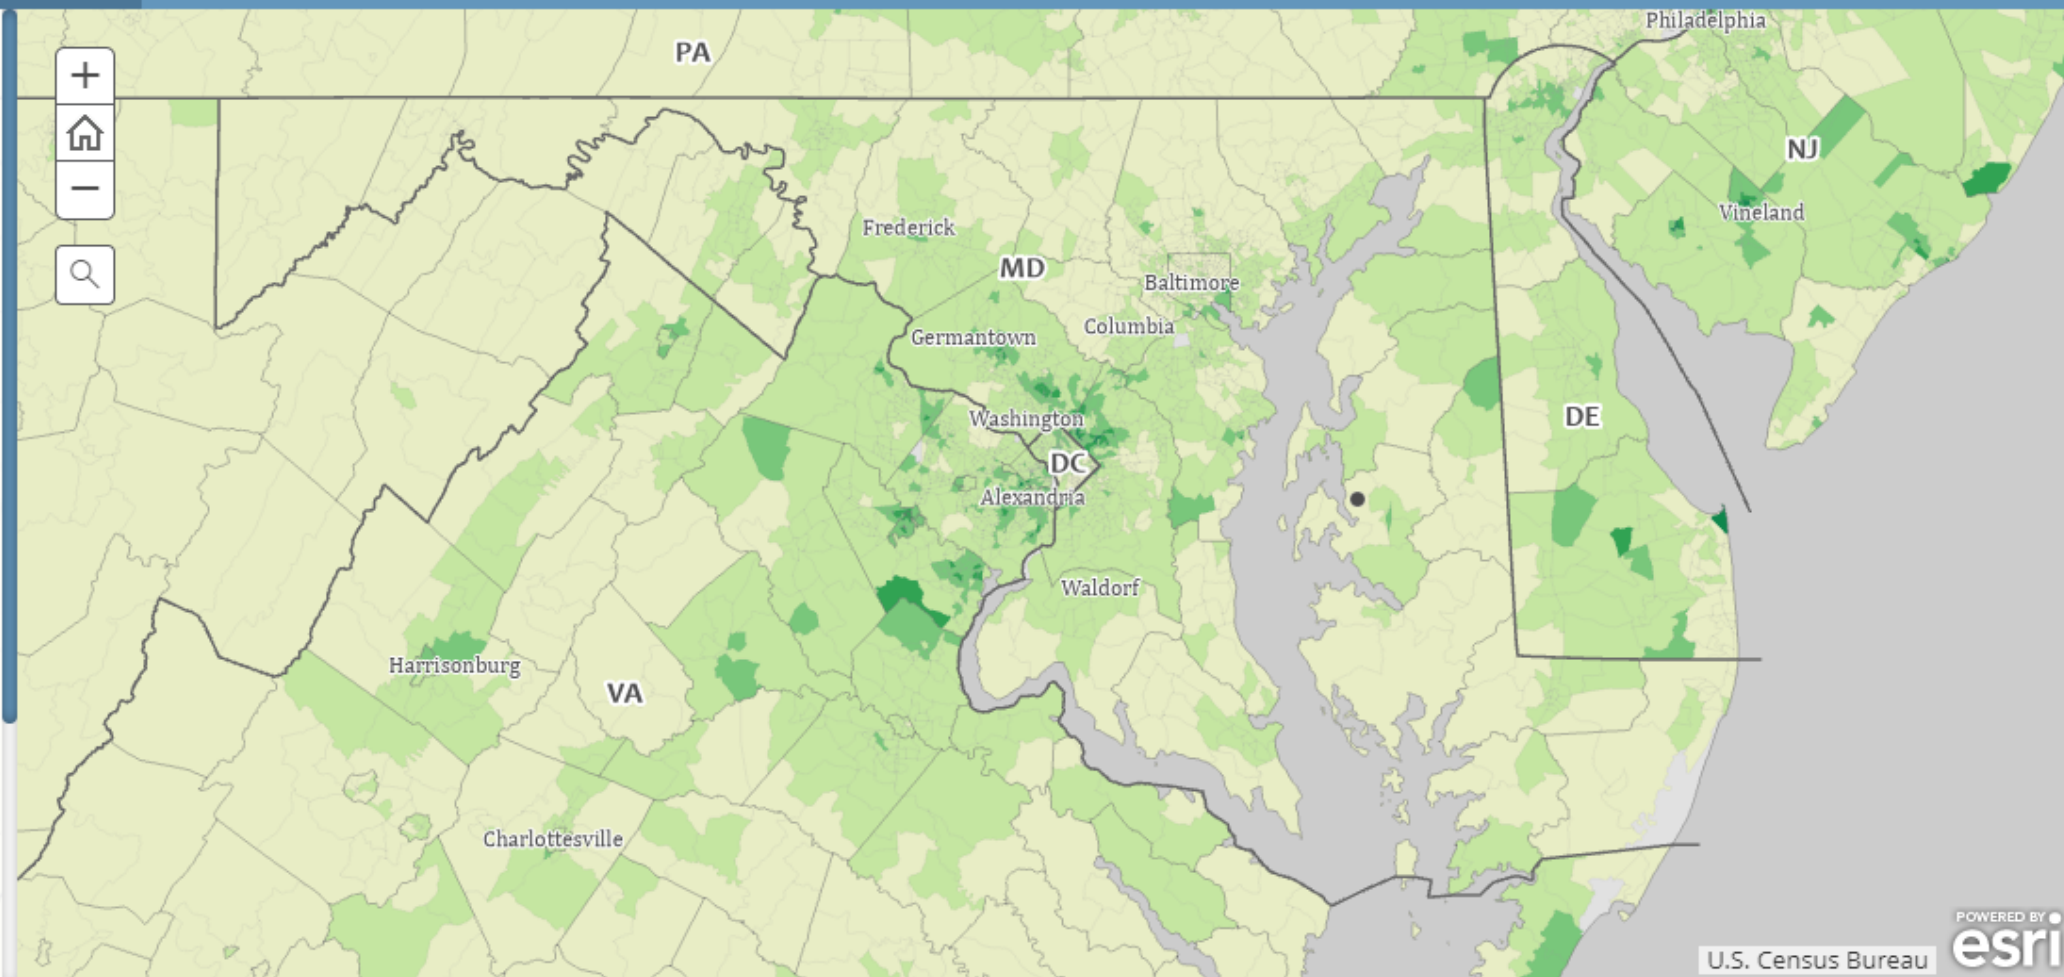 Philadelphia
PA
+
NJ
−
Vineland
Frederick
MD
Baltimore
Columbia
Germantown
Washington
DE
DC
Alexandria
Waldorf
Harrisonburg
VA
Charlottesville
POWERED BY
esri
U.S. Census Bureau